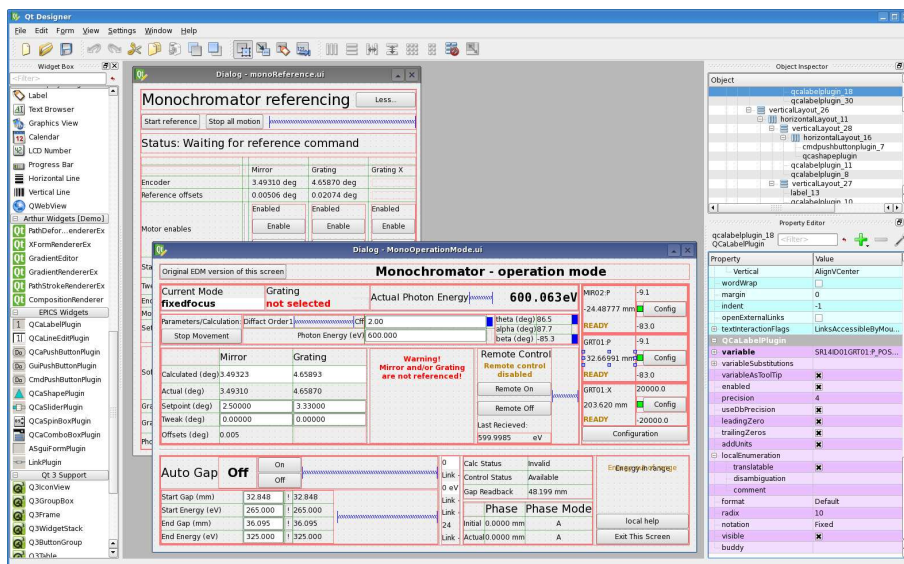 Qt Designer
File Edit Form View Settings Window Help
Widget Box
<Filter>
Label
Text Browser
Graphics View
Calendar
LCD Number
Progress Bar
Horizontal Line
Vertical Line
QWebView
Arthur Widgets [Demo]
PathDefor...endererEx
XFormRendererEx
GradientEditor
GradientRendererEx
PathStrokeRendererEx
CompositionRenderer
EPICS Widgets
QCaLabelPlugin
QCaLineEditPlugin
QCaPushButtonPlugin
GuiPushButtonPlugin
CmdPushButtonPlugin
QCaShapePlugin
QCaSliderPlugin
QCaSpinBoxPlugin
QCaComboBoxPlugin
ASguiFormPlugin
LinkPlugin
Qt 3 Support
Q3IconView
Q3GroupBox
Q3Frame
Q3WidgetStack
Q3ButtonGroup
Q3Table
Dialog - monoReference.ui
Monochromator referencing Less...
Start reference Stop all motion
Status: Waiting for reference command
Mirror Grating Grating X
Encoder 3.49310 deg 4.65870 deg
Reference offsets 0.00506 deg 0.02074 deg
Enabled Enabled Enabled
Motor enables Enable Enable Enable
Dialog - MonoOperationMode.ui
Original EDM version of this screen Monochromator - operation mode
Current Mode Grating Actual Photon Energy 600.063eV
fixedfocus not selected
Parameters/Calculation: Diffact Order1 Cff 2.00 theta (deg) 86.5
alpha (deg) 87.7
Stop Movement Photon Energy (eV) 600.000 beta (deg) -85.3
MIR02:P -9.1
-24.48777 mm Config
READY -83.0
GRT01:P -9.1
32.66991 mm Config
READY -83.0
GRT01:X 20000.0
203.620 mm Config
READY -20000.0
Configuration
Mirror Grating
Calculated (deg) 3.49323 4.65893
Actual (deg) 3.49310 4.65870
Setpoint (deg) 2.50000 3.33000
Tweak (deg) 0.00000 0.00000
Offsets (deg) 0.005
Warning!
Mirror and/or Grating
are not referenced!
Remote Control
Remote control
disabled
Remote On
Remote Off
Last Recieved:
599.9985 eV
Auto Gap Off On
Off
Start Gap (mm) 32.848 ! 32.848
Start Energy (eV) 265.000 ! 265.000
End Gap (mm) 36.095 ! 36.095
End Energy (eV) 325.000 ! 325.000
0
Link -
0 eV
Link -
Link -
24
Link -
Calc Status Invalid
Control Status Available
Gap Readback 48.199 mm
Phase Phase Mode
Initial 0.0000 mm A
Actual 0.0000 mm A
local help
Exit This Screen
Object Inspector
Object
qcalabelplugin_18
qcalabelplugin_30
verticalLayout_26
horizontalLayout_11
verticalLayout_28
horizontalLayout_16
cmdpushbuttonplugin_7
qcashapeplugin
qcalabelplugin_11
qcalabelplugin_8
verticalLayout_27
label_13
qcalabelplugin_10
Property Editor
qcalabelplugin_18
QCaLabelPlugin
<Filter>
Property Value
Vertical AlignVCenter
wordWrap
margin 0
indent -1
openExternalLinks
textInteractionFlags LinksAccessibleByMou...
QCaLabelPlugin
variable SR14ID01GRT01:P_POS...
variableSubstitutions
variableAsToolTip
enabled
precision 4
useDbPrecision
leadingZero
trailingZeros
addUnits
localEnumeration
translatable
disambiguation
comment
format Default
radix 10
notation Fixed
visible
buddy